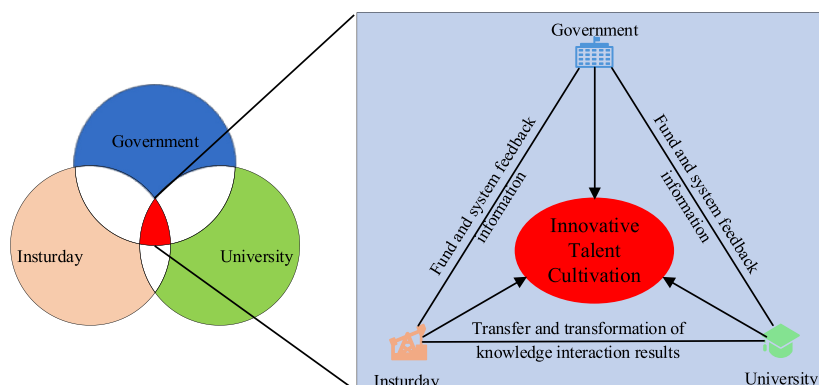 Government
Insturday
University
Government
Fund and system feedback
information
Fund and system feedback
information
Innovative
Talent
Cultivation
Transfer and transformation of
knowledge interaction results
Insturday
University